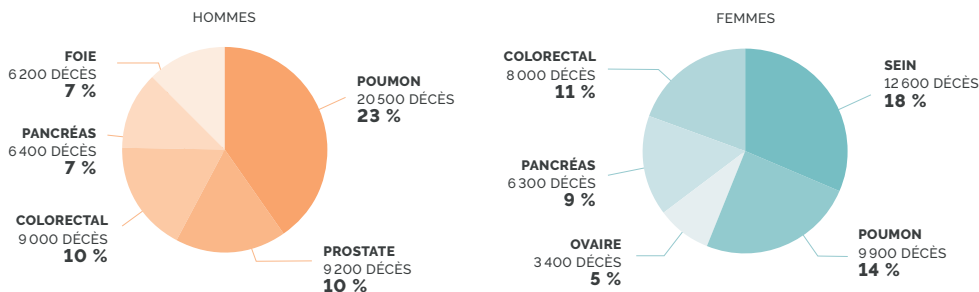 HOMMES
FOIE
6 200 DÉCÈS
7 %
POUMON
20 500 DÉCÈS
23 %
PANCRÉAS
6 400 DÉCÈS
7 %
COLORECTAL
9 000 DÉCÈS
10 %
PROSTATE
9 200 DÉCÈS
10 %
FEMMES
COLORECTAL
8 000 DÉCÈS
11 %
SEIN
12 600 DÉCÈS
18 %
PANCRÉAS
6 300 DÉCÈS
9 %
OVAIRE
3 400 DÉCÈS
5 %
POUMON
9 900 DÉCÈS
14 %